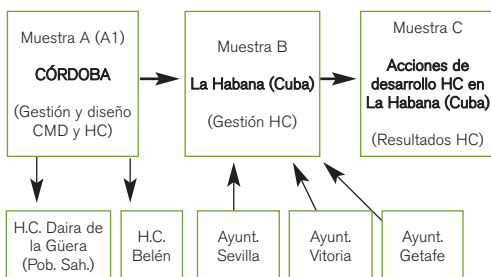 Muestra A (A1)
CÓRDOBA
(Gestión y diseño
CMD y HC)
Muestra B
La Habana (Cuba)
(Gestión HC)
Muestra C
Acciones de
desarrollo HC en
La Habana (Cuba)
(Resultados HC)
H.C. Daira de
la Güera
(Pob. Sah.)
H.C.
Belén
Ayunt.
Sevilla
Ayunt.
Vitoria
Ayunt.
Getafe